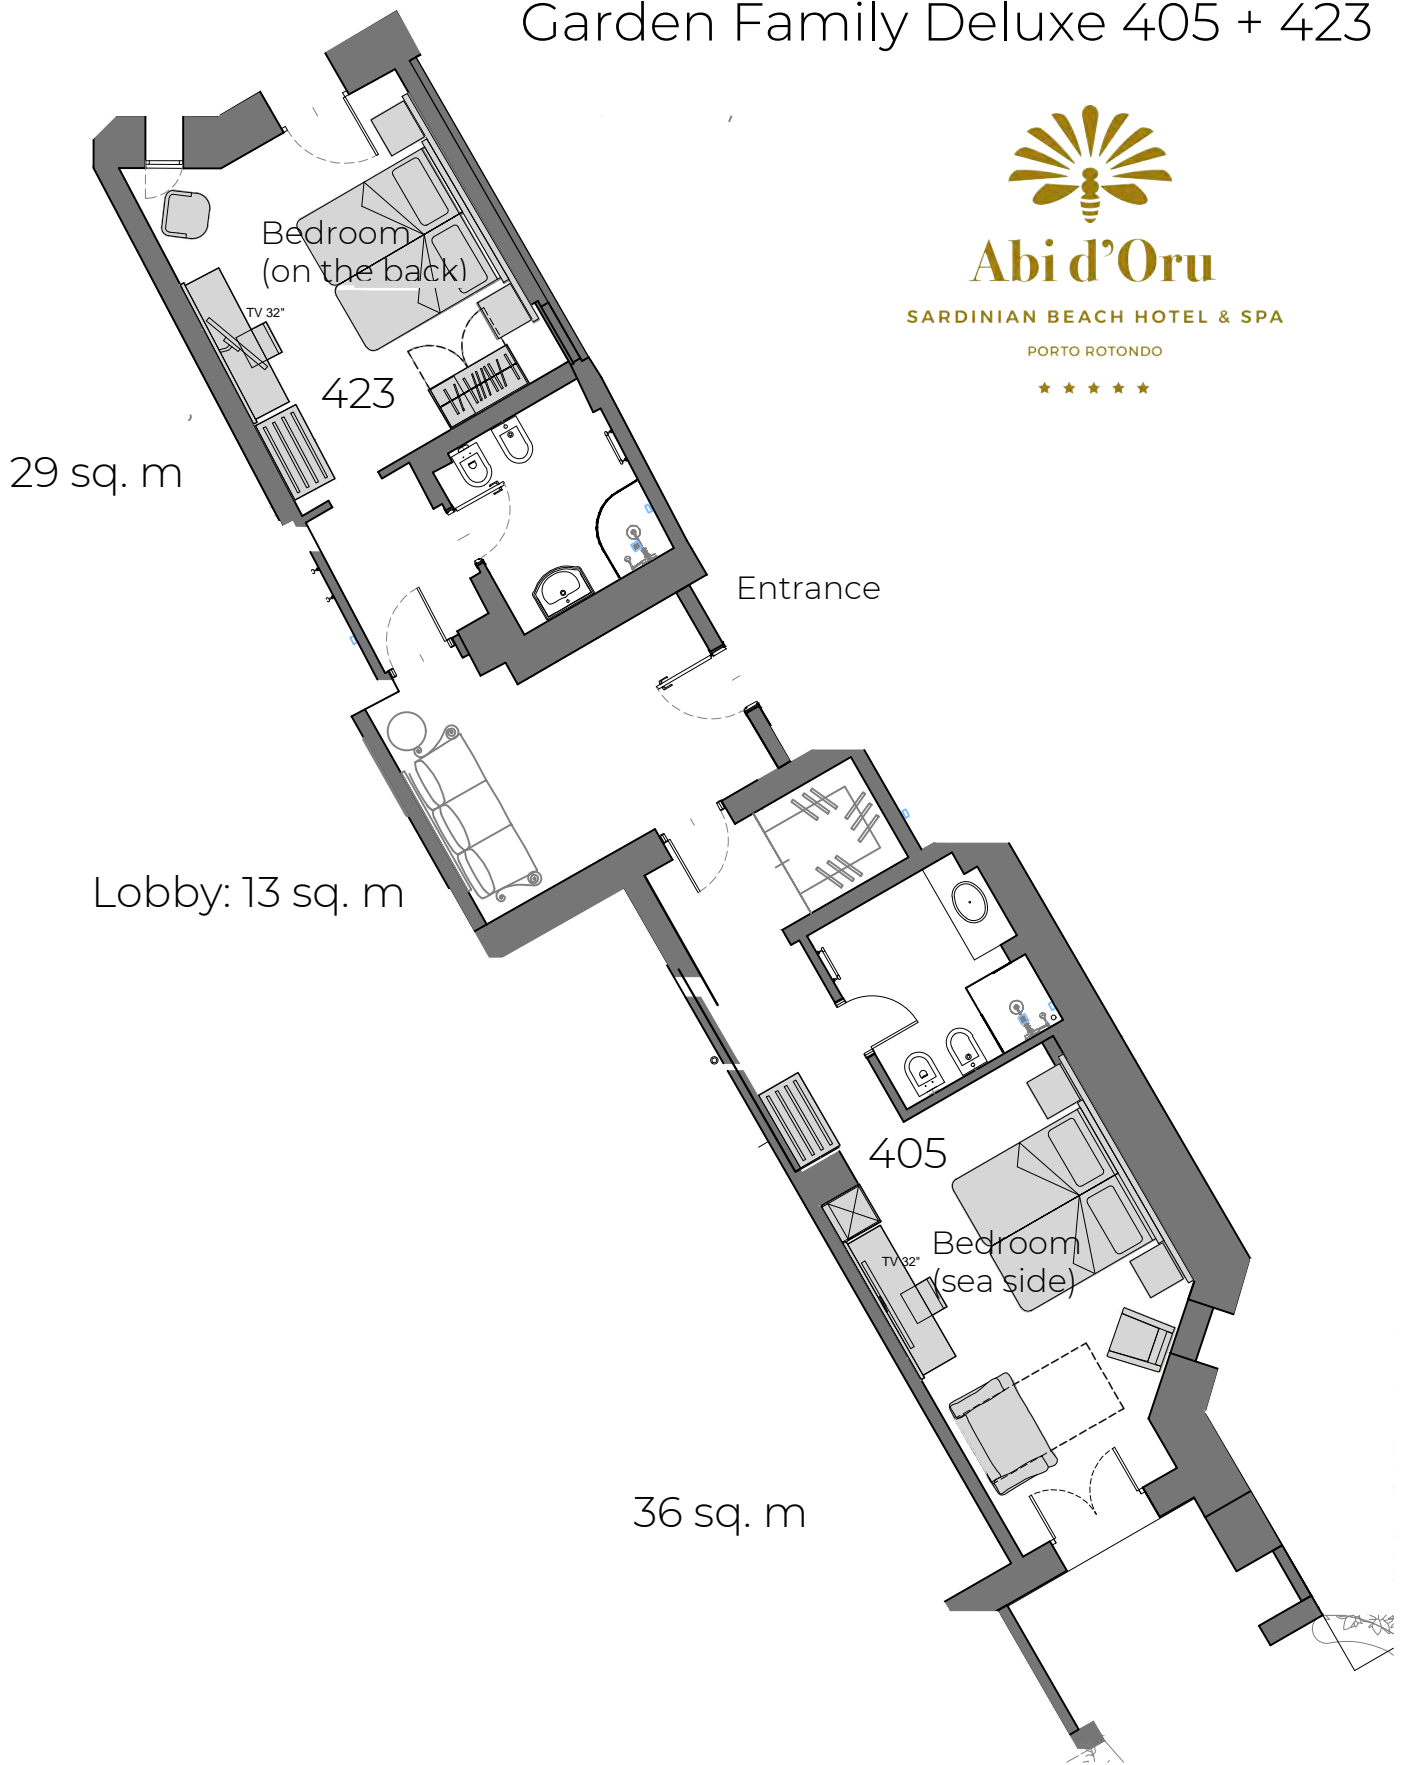 Garden Family Deluxe 405 + 423
Abi d'Oru
SARDINIAN BEACH HOTEL & SPA
PORTO ROTONDO
Bedroom
(on the back)
TV 32"
423
29 sq. m
Entrance
Lobby: 13 sq. m
405
Bedroom
(sea side)
TV 32"
36 sq. m